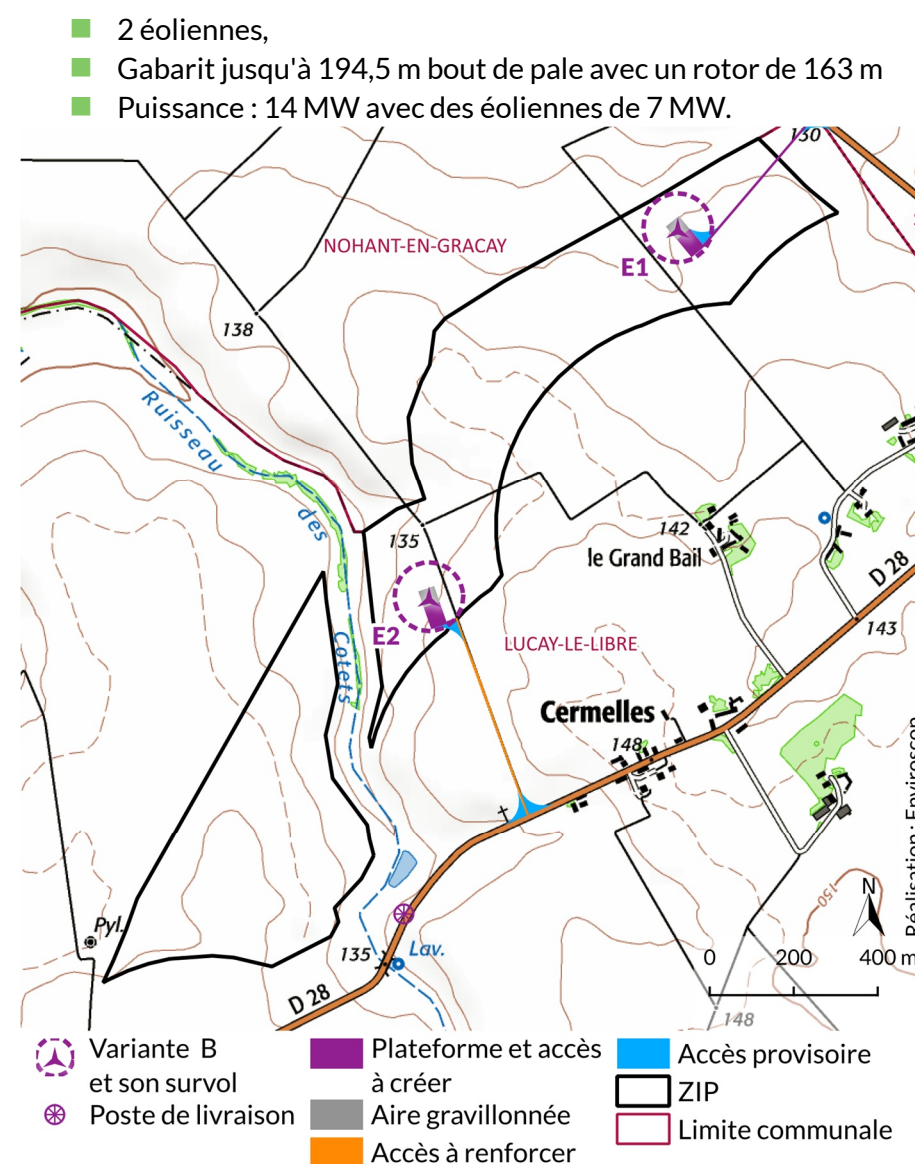 2 éoliennes,
Gabarit jusqu'à 194,5 m bout de pale avec un rotor de 163 m
Puissance : 14 MW avec des éoliennes de 7 MW.
130
NOHANT-EN-GRACAY
E1
138
Ruisseau
des
Cotets
135
142
le Grand Bail
D 28
143
E2
LUCAY-LE-LIBRE
Cermelles
148
Réalisation : Envirosson
150
N
Pyl.
135
Lav.
0 200 400 m
D 28
148
Variante B
et son survol
Poste de livraison
Plateforme et accès
à créer
Aire gravillonnée
Accès à renforcer
Accès provisoire
ZIP
Limite communale